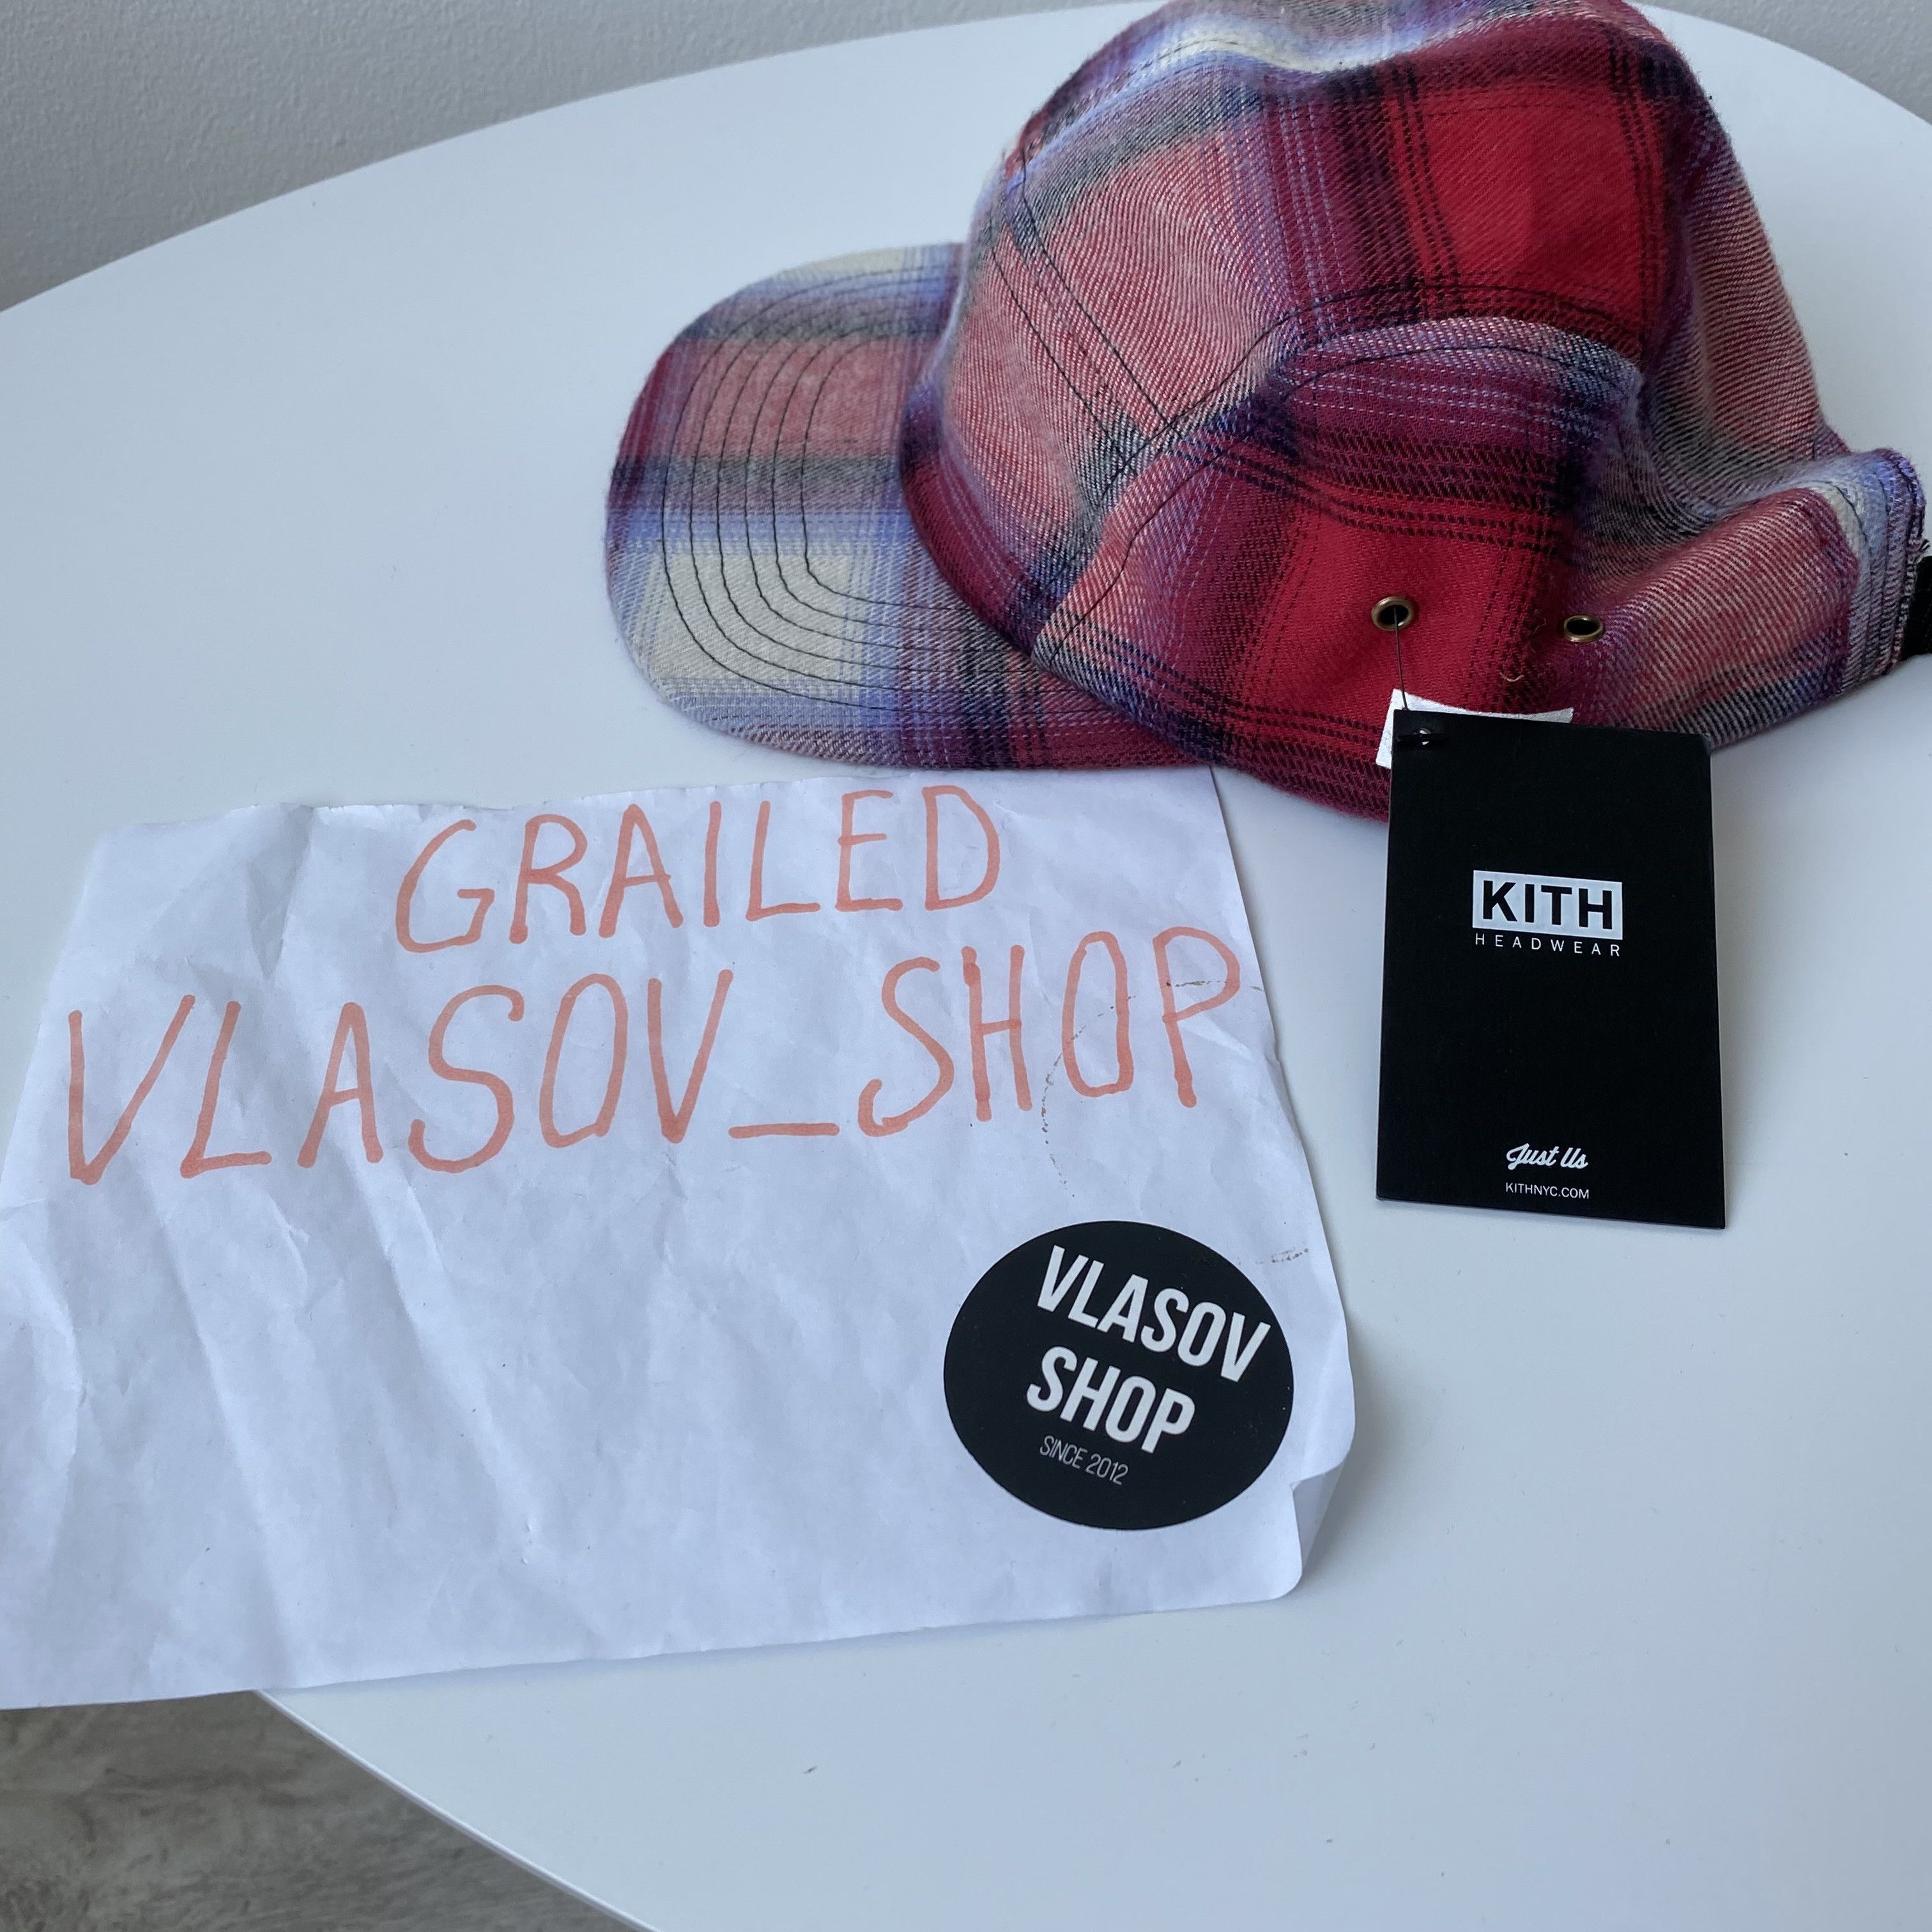 GRAILED
VLASOV_SHOP
KITH
HEADWEAR
Just Us
KITHNYC.COM
VLASOV
SHOP
SINCE 2012